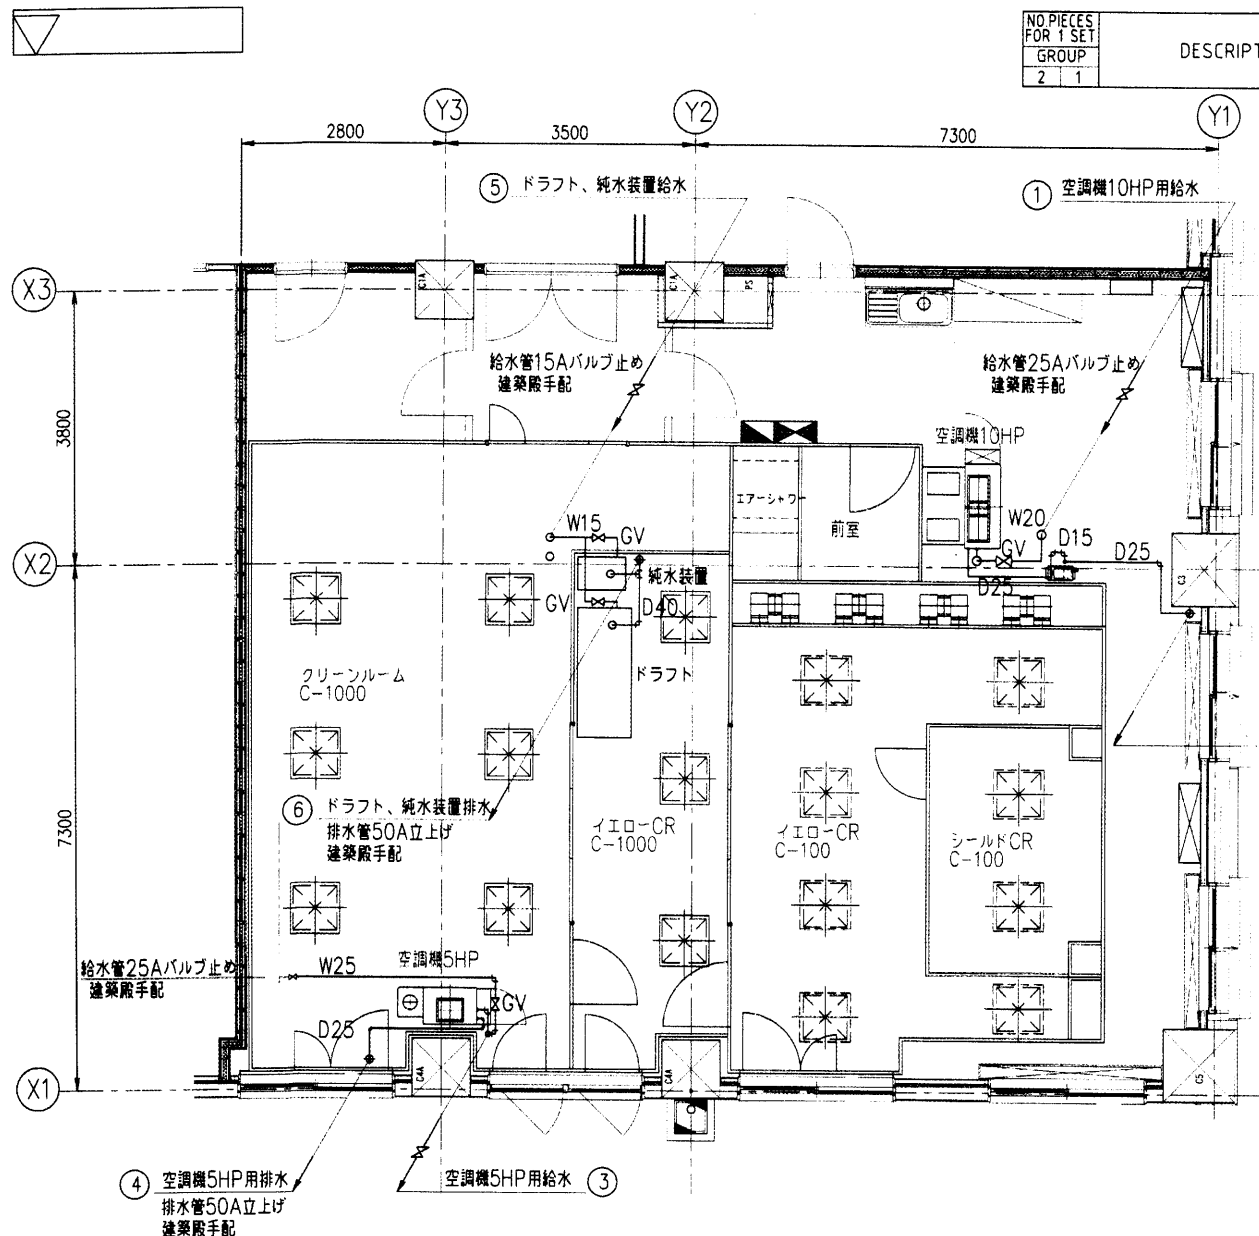 NO.PIECES
FOR 1 SET
GROUP
2 1
DESCRIPT
Y3
Y2
Y1
2800
3500
7300
⑤ ドラフト、純水装置給水
① 空調機10HP用給水
X3
C1A
C1A
PS
給水管15Aバルブ止め
建築殿手配
給水管25Aバルブ止め
建築殿手配
3800
空調機10HP
エアーシャワー
前室
W15
GV
W20
D15
D25
GV
X2
純水装置
D25
GV
D40
C3
クリーンルーム
C-1000
ドラフト
⑥ ドラフト、純水装置排水
排水管50A立上げ
建築殿手配
イエローCR
C-1000
イエローCR
C-100
シールドCR
C-100
7300
給水管25Aバルブ止め
建築殿手配
W25
空調機5HP
GV
D25
C4A
C4A
C5
X1
④ 空調機5HP用排水
排水管50A立上げ
建築殿手配
空調機5HP用給水 ③